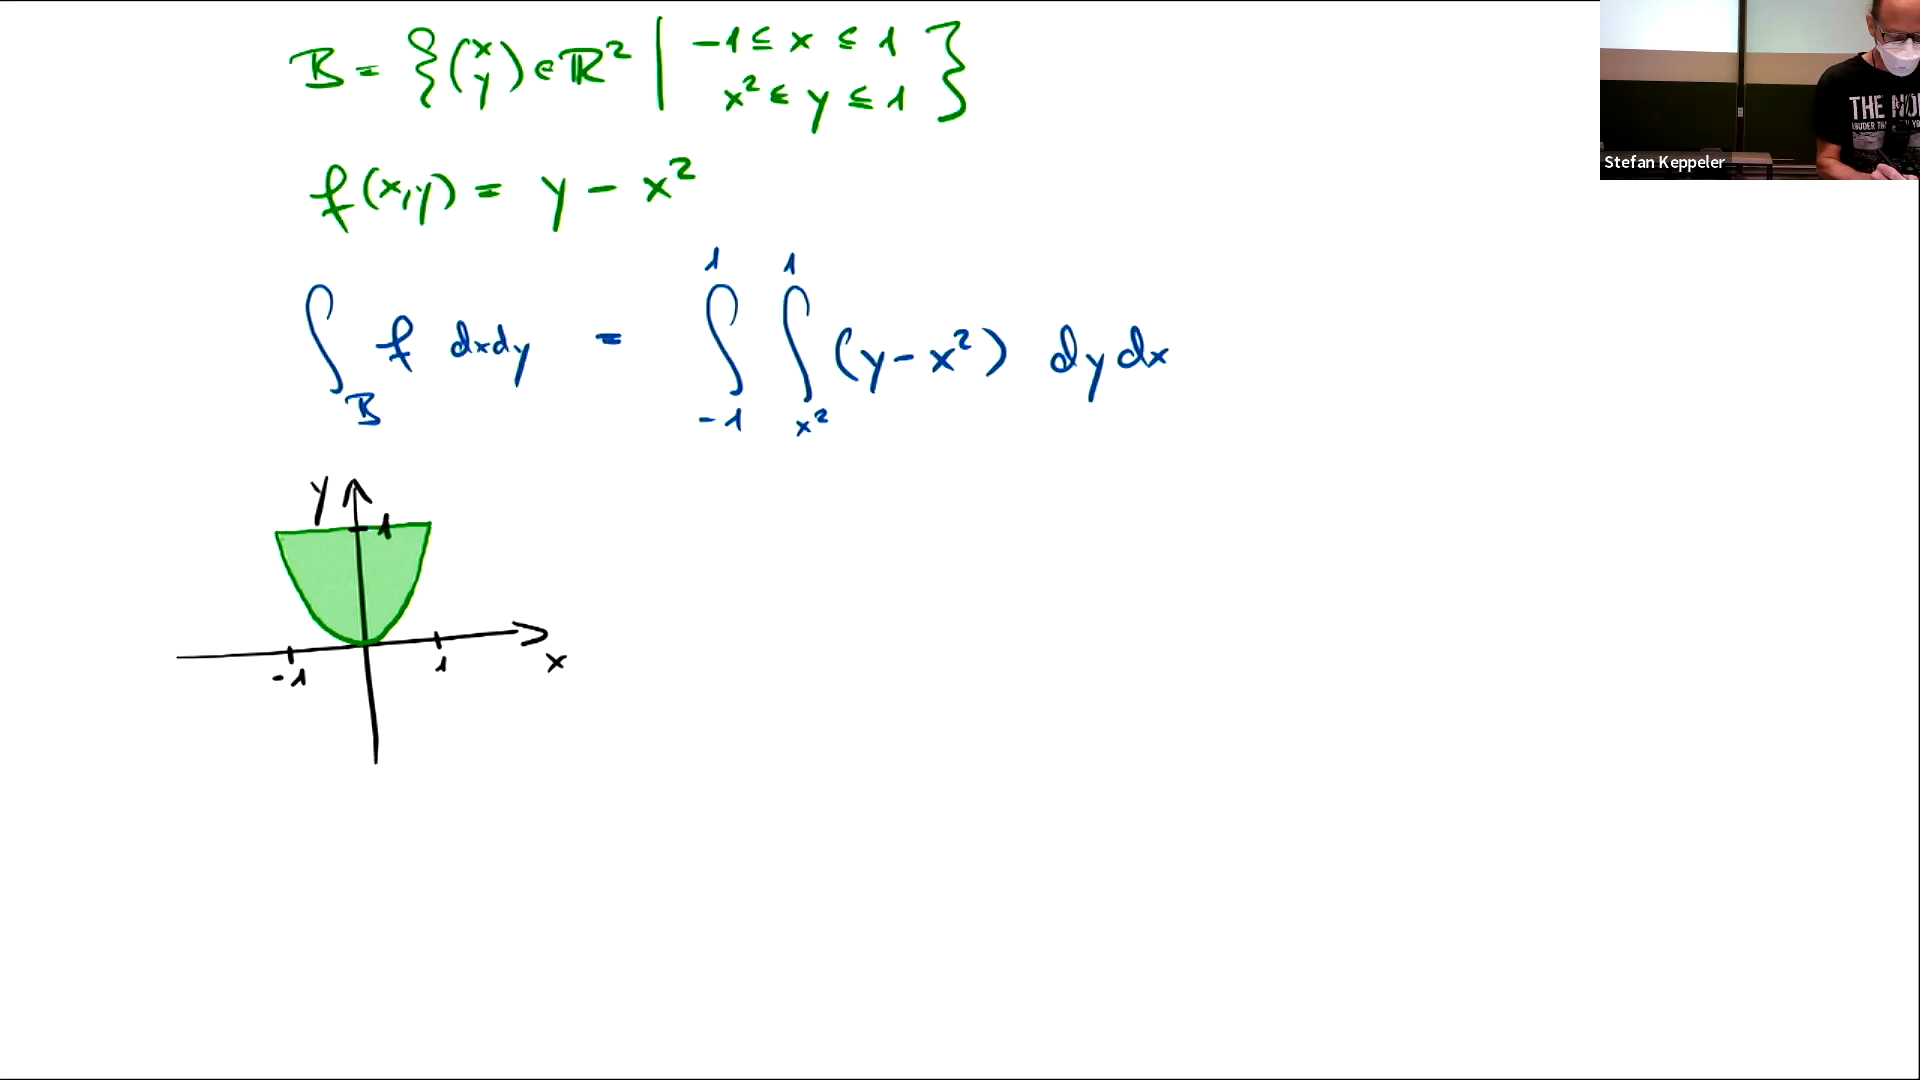 B = {(x y) ∈ ℝ² | -1 ≤ x ≤ 1
x² ≤ y ≤ 1 }
f(x,y) = y - x²
∫_B f dxdy = ∫_{-1}^{1} ∫_{x²}^{1} (y - x²) dy dx
y
1
-1
1
x
THE
Stefan Keppeler